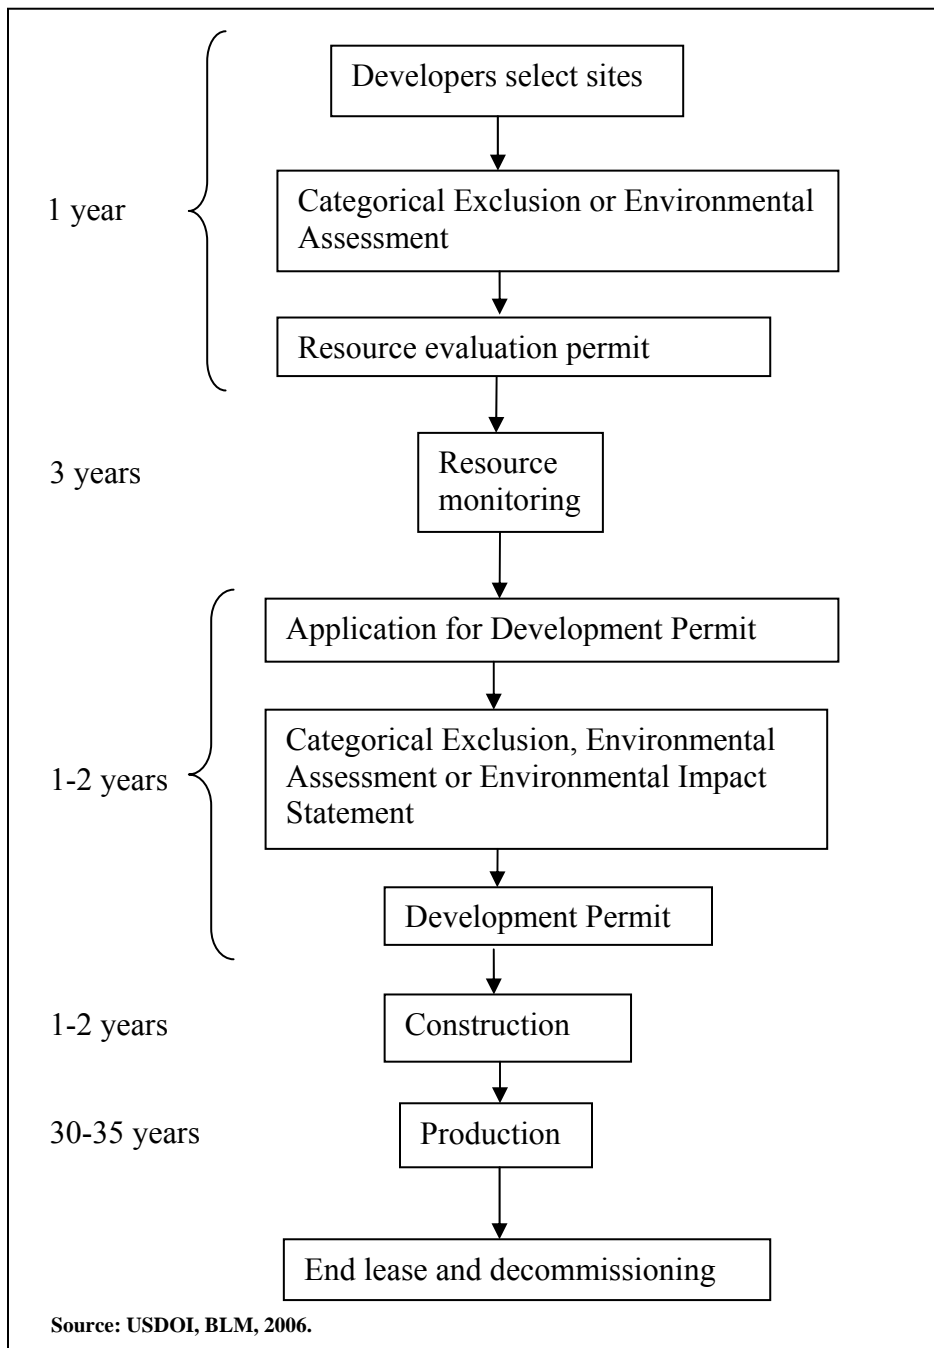 Developers select sites
1 year
Categorical Exclusion or Environmental
Assessment
Resource evaluation permit
3 years
Resource
monitoring
Application for Development Permit
1-2 years
Categorical Exclusion, Environmental
Assessment or Environmental Impact
Statement
Development Permit
1-2 years
Construction
30-35 years
Production
End lease and decommissioning
Source: USDOI, BLM, 2006.